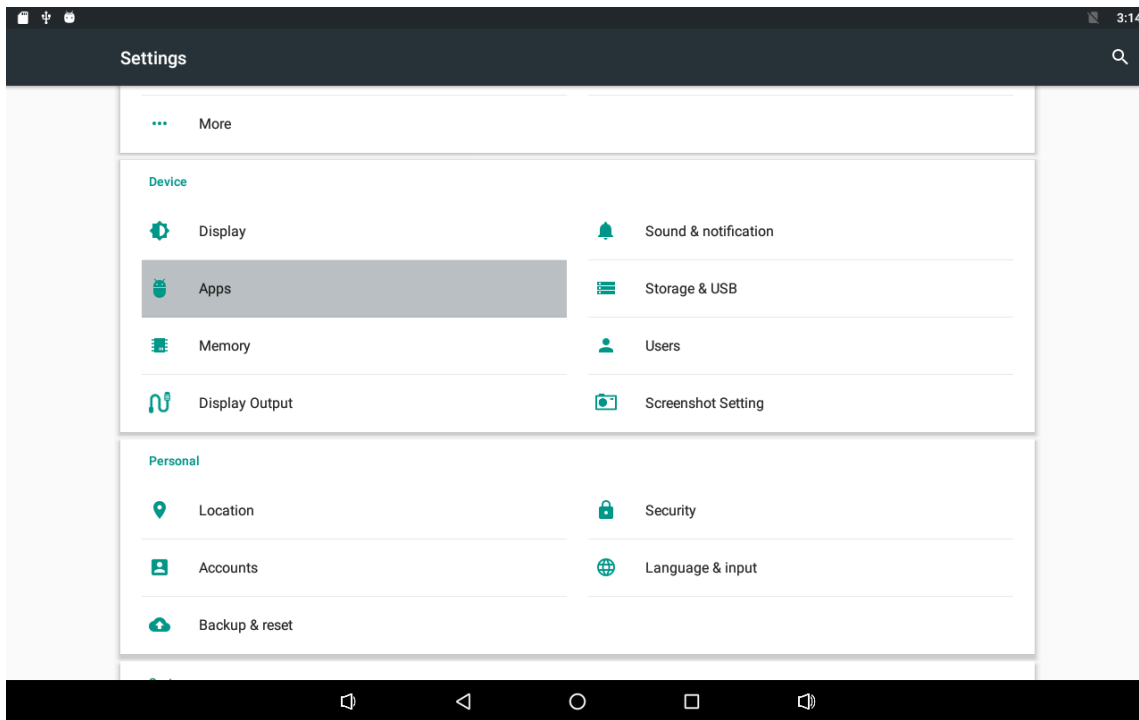 3:14
Settings
More
Device
Display
Sound & notification
Apps
Storage & USB
Memory
Users
Display Output
Screenshot Setting
Personal
Location
Security
Accounts
Language & input
Backup & reset